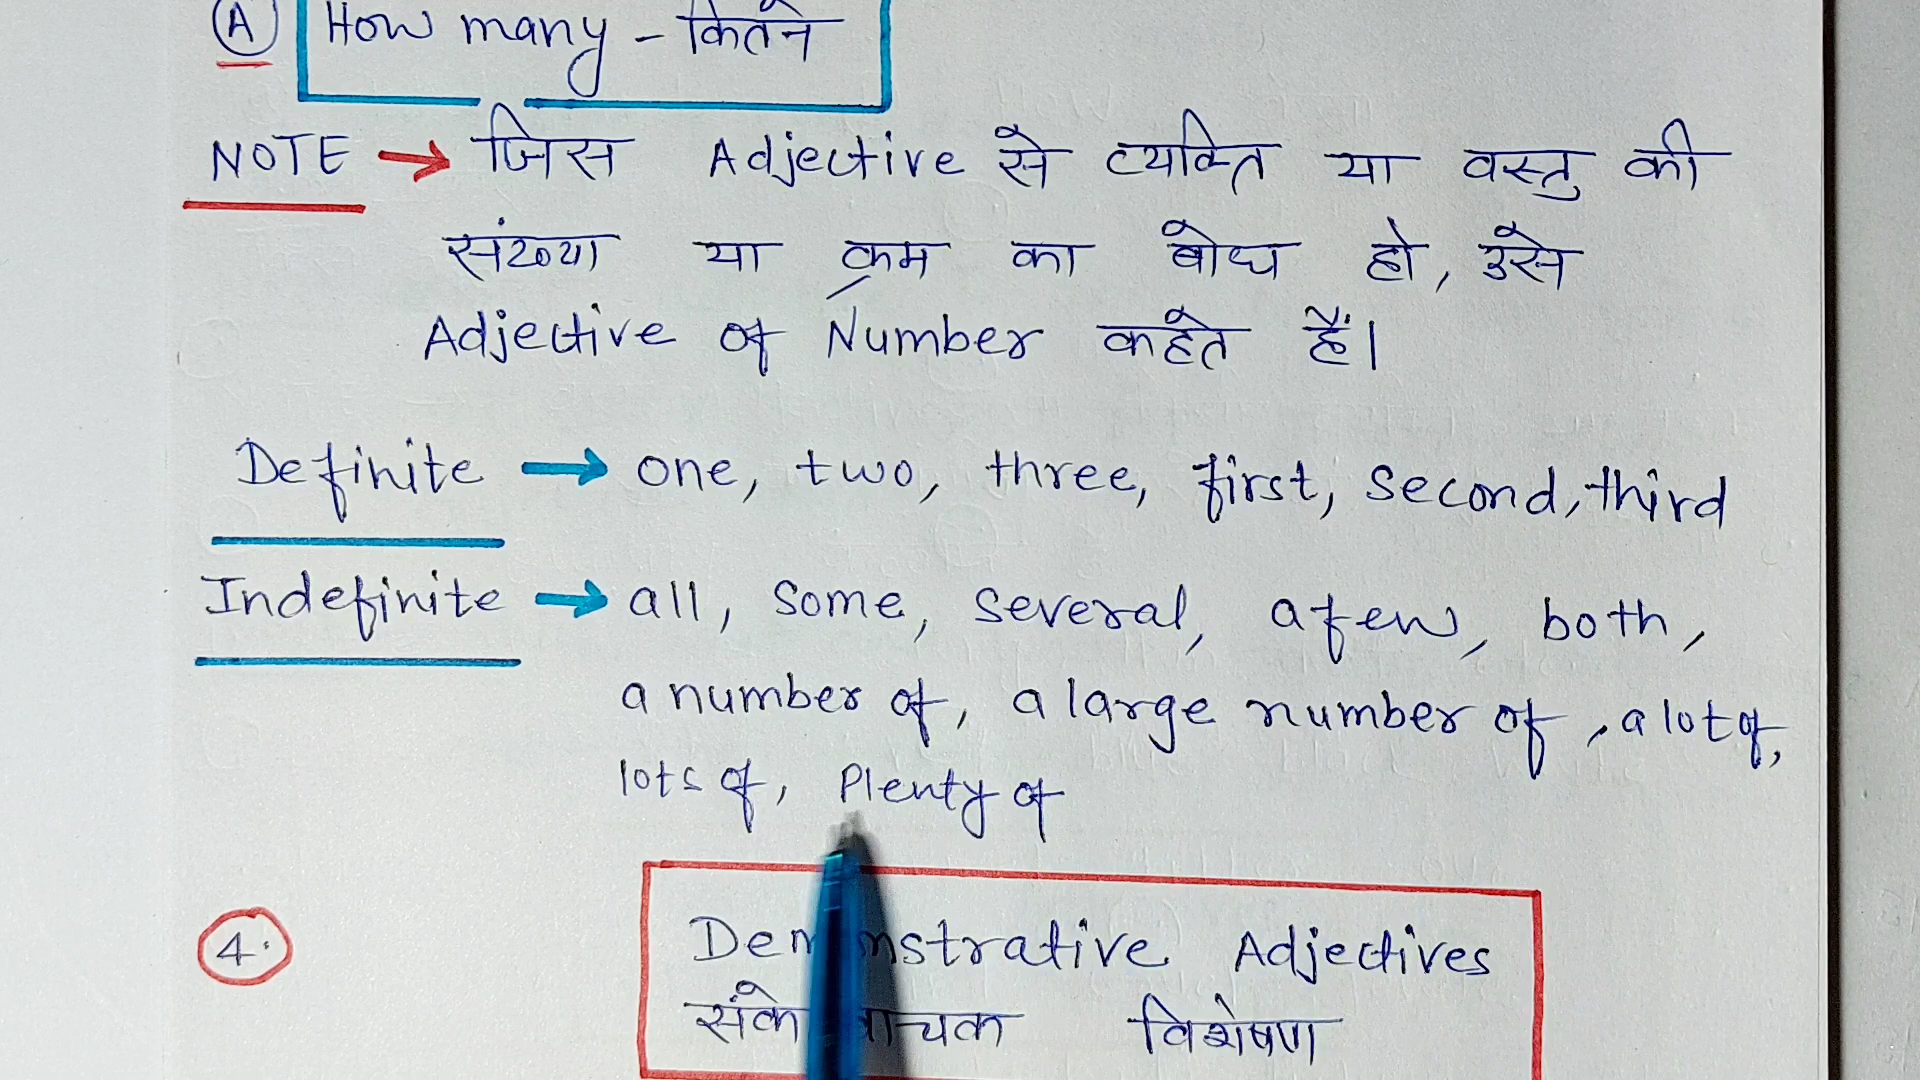 (A) How many - कितने
NOTE → जिस Adjective से व्यक्ति या वस्तु की
संख्या या क्रम का बोध हो, उसे
Adjective of Number कहते हैं।
Definite → one, two, three, first, second, third
Indefinite → all, some, several, a few, both,
a number of, a large number of, a lot of,
lots of, Plenty of
4. Adjectives
विशेषण